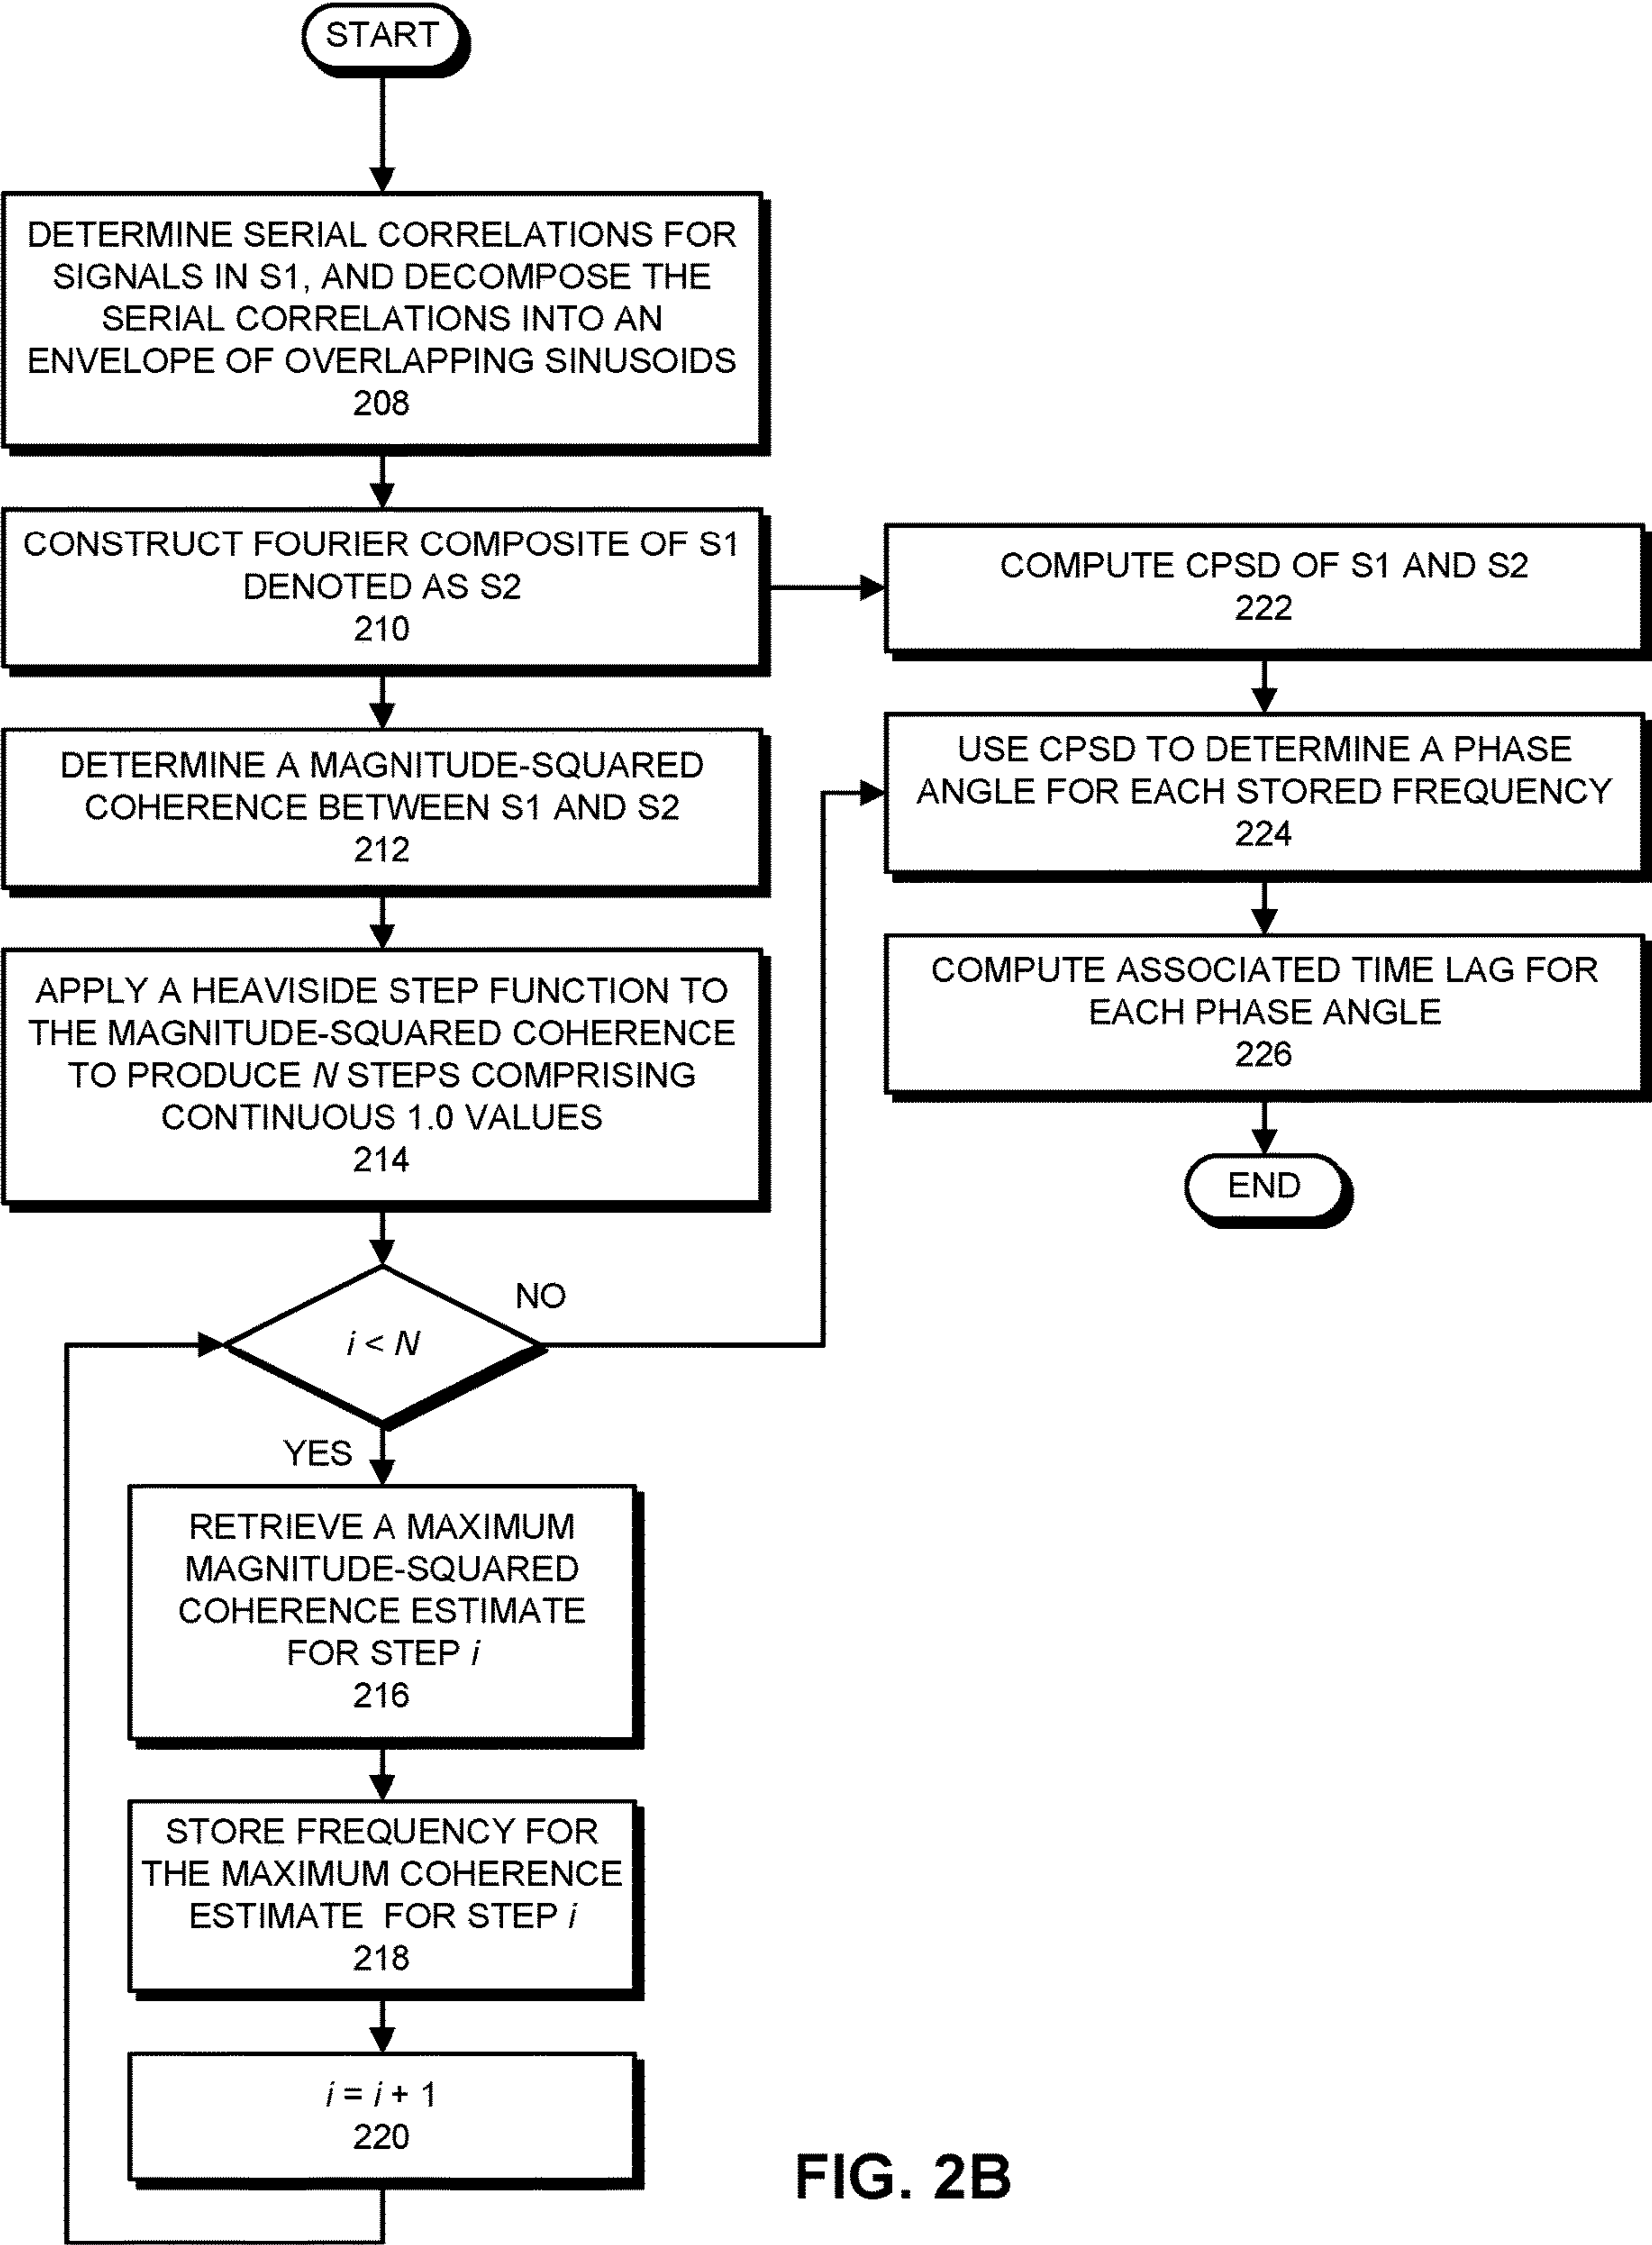 START
DETERMINE SERIAL CORRELATIONS FOR
SIGNALS IN S1, AND DECOMPOSE THE
SERIAL CORRELATIONS INTO AN
ENVELOPE OF OVERLAPPING SINUSOIDS
208
CONSTRUCT FOURIER COMPOSITE OF S1
DENOTED AS S2
210
DETERMINE A MAGNITUDE-SQUARED
COHERENCE BETWEEN S1 AND S2
212
APPLY A HEAVISIDE STEP FUNCTION TO
THE MAGNITUDE-SQUARED COHERENCE
TO PRODUCE N STEPS COMPRISING
CONTINUOUS 1.0 VALUES
214
i < N
NO
YES
RETRIEVE A MAXIMUM
MAGNITUDE-SQUARED
COHERENCE ESTIMATE
FOR STEP i
216
STORE FREQUENCY FOR
THE MAXIMUM COHERENCE
ESTIMATE FOR STEP i
218
i = i + 1
220
COMPUTE CPSD OF S1 AND S2
222
USE CPSD TO DETERMINE A PHASE
ANGLE FOR EACH STORED FREQUENCY
224
COMPUTE ASSOCIATED TIME LAG FOR
EACH PHASE ANGLE
226
END
FIG. 2B